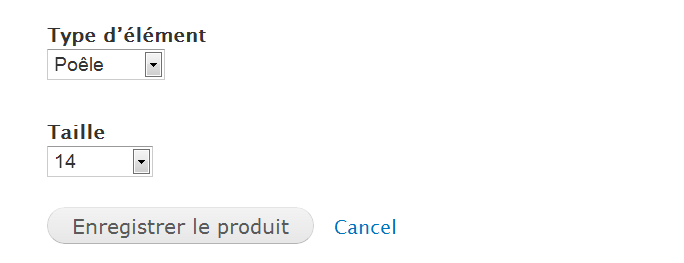 Type d’élément
Poêle
Taille
14
Enregistrer le produit Cancel